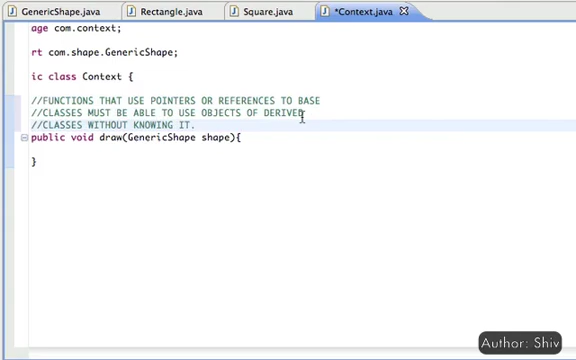 GenericShape.java Rectangle.java Square.java *Context.java
age com.context;
rt com.shape.GenericShape;
ic class Context {
//FUNCTIONS THAT USE POINTERS OR REFERENCES TO BASE
//CLASSES MUST BE ABLE TO USE OBJECTS OF DERIVED
//CLASSES WITHOUT KNOWING IT.
public void draw(GenericShape shape){
}
Author: Shiv